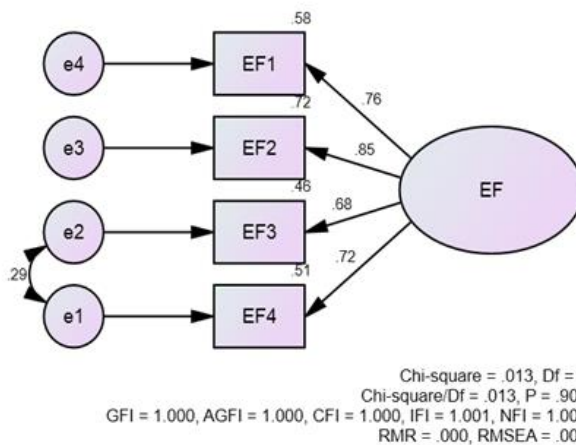 .58
e4
EF1
.76
.72
e3
EF2
.85
EF
.46
e2
EF3
.68
.29
.51
e1
EF4
.72
Chi-square = .013, Df =
Chi-square/Df = .013, P = .90
GFI = 1.000, AGFI = 1.000, CFI = 1.000, IFI = 1.001, NFI = 1.00
RMR = .000, RMSEA = .00